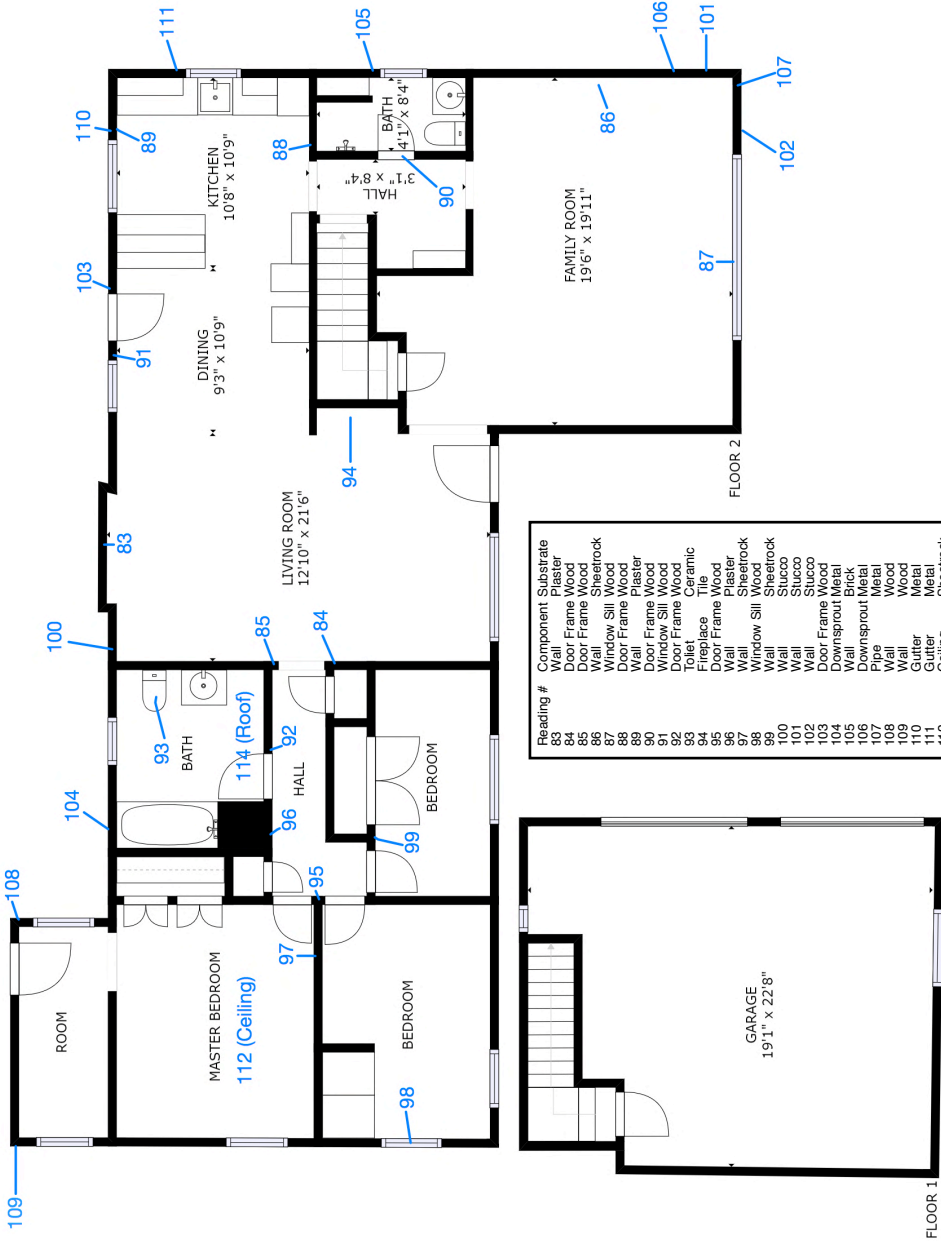 109
108
104
100
103
110
111
ROOM
83
91
89
93
BATH
MASTER BEDROOM
112 (Ceiling)
114 (Roof)
DINING
9'3" x 10'9"
KITCHEN
10'8" x 10'9"
97
95
96
92
HALL
85
84
LIVING ROOM
12'10" x 21'6"
88
105
BATH
4'1" x 8'4"
HALL
3'1" x 8'4"
90
94
98
BEDROOM
99
BEDROOM
FAMILY ROOM
19'6" x 19'11"
86
87
106
101
107
102
FLOOR 2
GARAGE
19'1" x 22'8"
FLOOR 1
Reading # Component Substrate
83 Wall Plaster
84 Door Frame Wood
85 Door Frame Wood
86 Wall Sheetrock
87 Window Sill Wood
88 Door Frame Wood
89 Wall Plaster
90 Door Frame Wood
91 Window Sill Wood
92 Door Frame Wood
93 Toliet Ceramic
94 Fireplace Tile
95 Door Frame Wood
96 Wall Plaster
97 Wall Sheetrock
98 Window Sill Wood
99 Wall Sheetrock
100 Wall Stucco
101 Wall Stucco
102 Wall Stucco
103 Door Frame Wood
104 Downsprout Metal
105 Wall Brick
106 Downsprout Metal
107 Pipe Metal
108 Wall Wood
109 Wall Wood
110 Gutter Metal
111 Gutter Metal